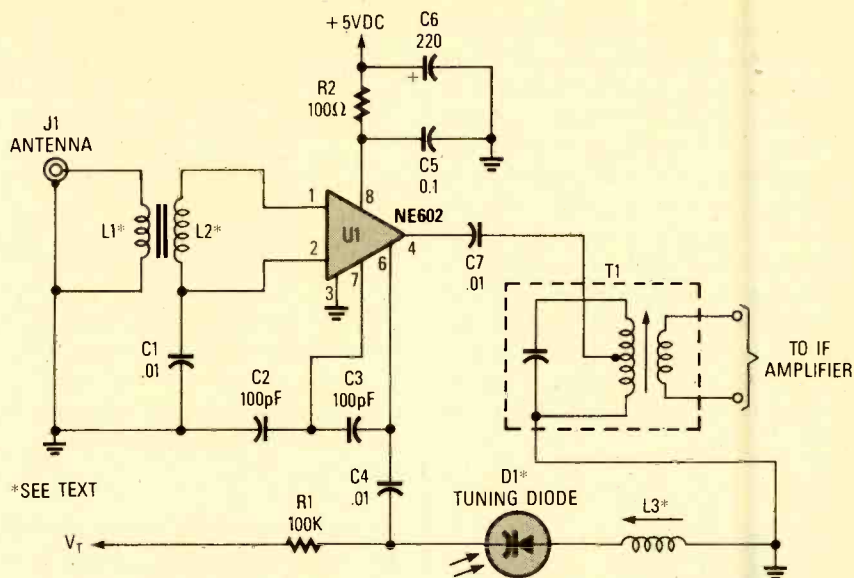 +5VDC
C6
220
+
R2
100Ω
J1
ANTENNA
C5
0.1
L1*
L2*
1
8
NE602
U1
2
4
6
7
3
C7
.01
T1
C1
.01
C2
100pF
C3
100pF
TO IF
AMPLIFIER
*SEE TEXT
C4
.01
D1*
TUNING DIODE
R1
100K
L3*
VT